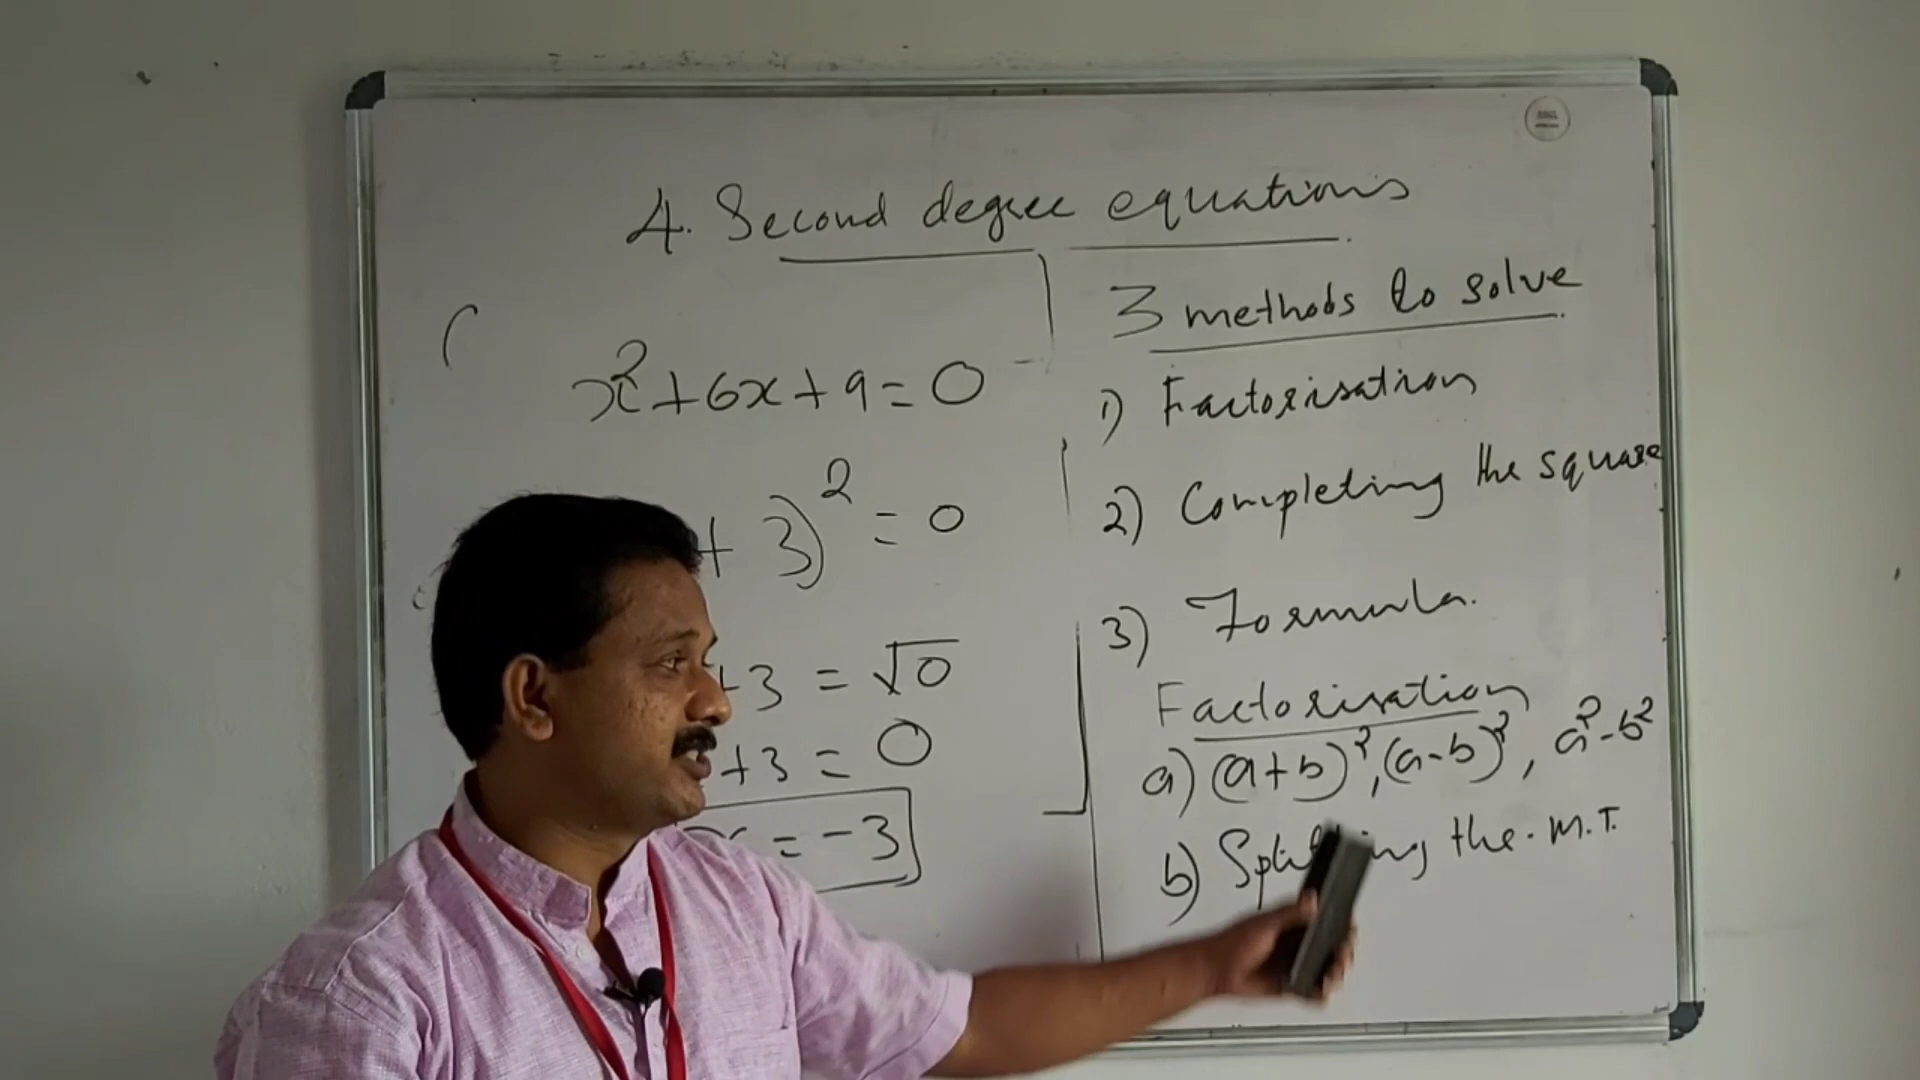 4. Second degree equations
x²+6x+9=0
+ 3)² = 0
+3 = √0
+3 = 0
x = -3
3 methods to solve
1) Factorisation
2) Completing the square
3) Formula.
Factorisation
a) (a+b)², (a-b)², a²-b²
b) the. M.T.